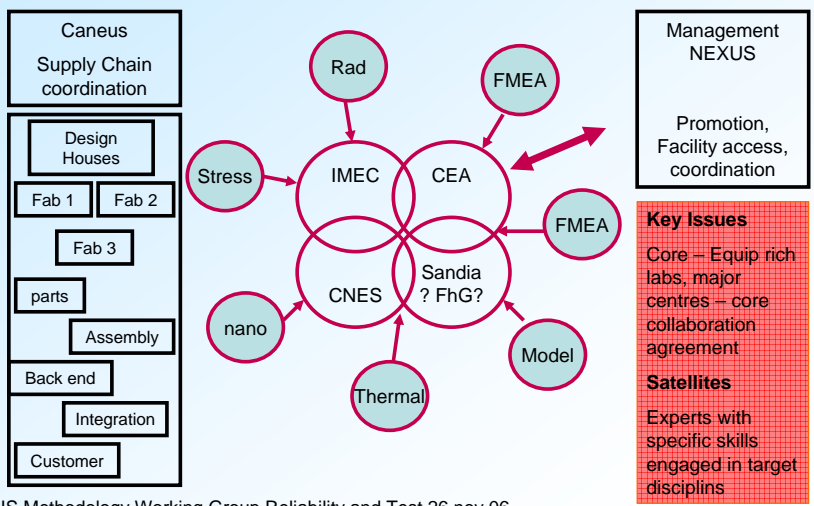 Caneus
Supply Chain
coordination
Design
Houses
Fab 1
Fab 2
Fab 3
parts
Assembly
Back end
Integration
Customer
Rad
FMEA
Stress
IMEC
CEA
FMEA
CNES
Sandia
? FhG?
nano
Thermal
Model
Management
NEXUS
Promotion,
Facility access,
coordination
Key Issues
Core – Equip rich
labs, major
centres – core
collaboration
agreement
Satellites
Experts with
specific skills
engaged in target
disciplins
Methodology Working Group Reliability and Test 26 nov 06